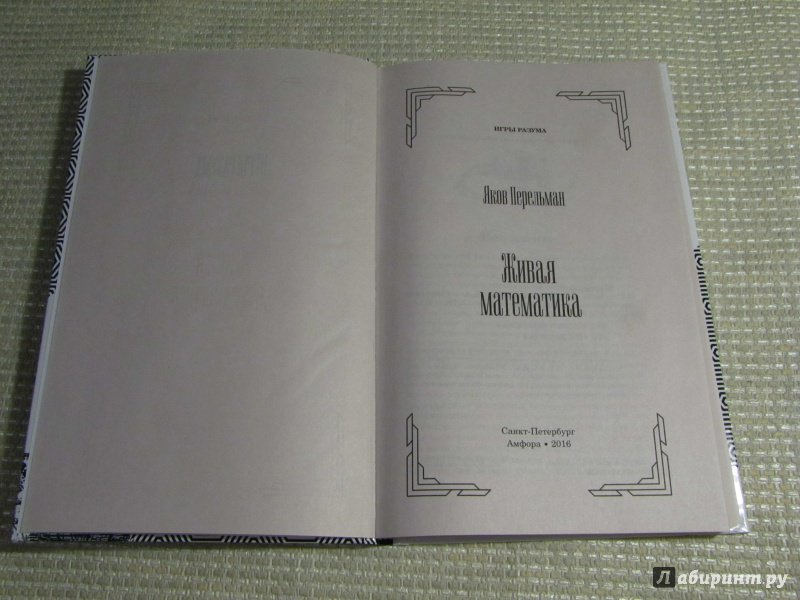 ИГРЫ РАЗУМА
Яков Перельман
Живая
математика
Санкт-Петербург
Амфора • 2016
Лабиринт.ру